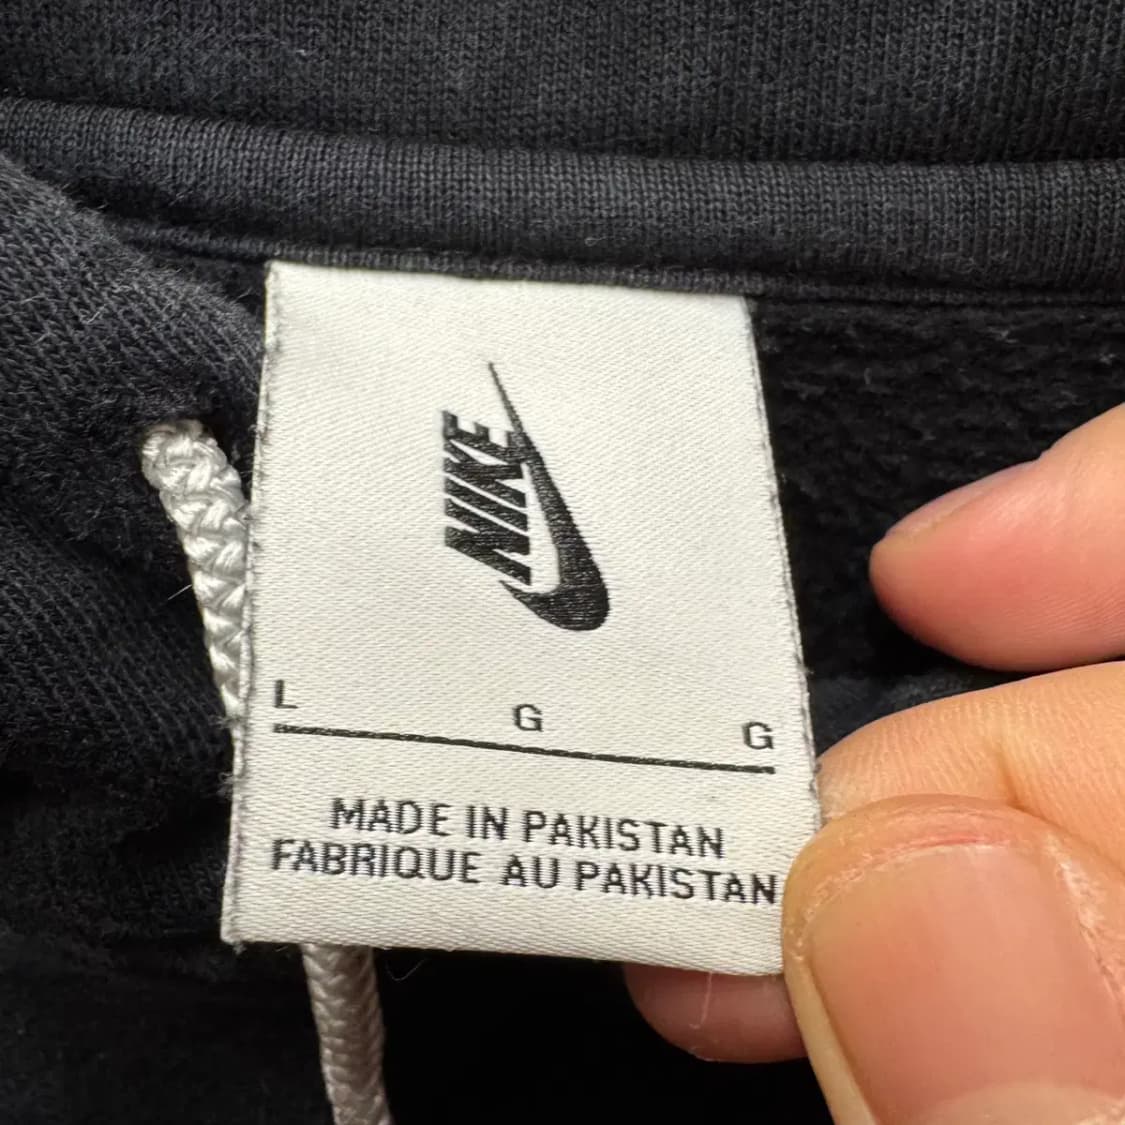 NIKE
L G G
MADE IN PAKISTAN
FABRIQUE AU PAKISTAN